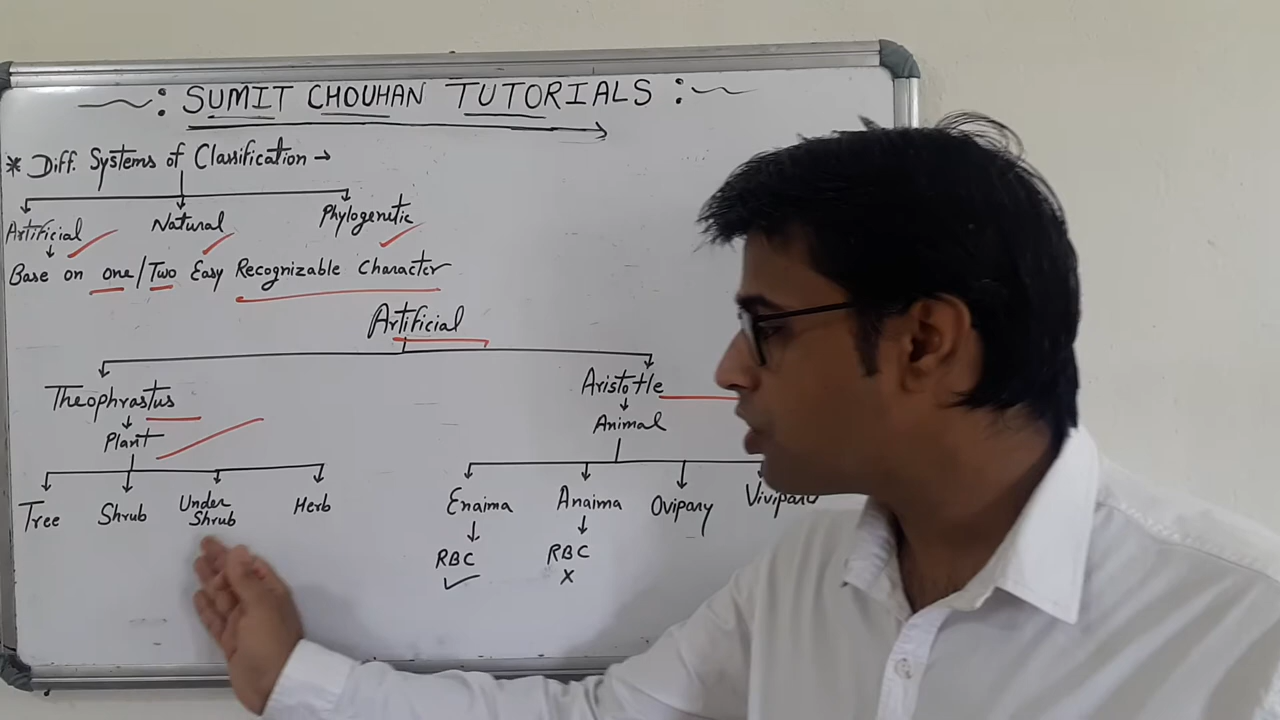 : SUMIT CHOUHAN TUTORIALS :
* Diff. Systems of Classification →
Artificial Natural Phylogenetic
Base on one/Two Easy Recognizable Character
Artificial
Theophrastus Aristotle
Plant Animal
Tree Shrub Under Shrub Herb Enaima Anaima Ovipary Vivipary
RBC RBC
✓ x